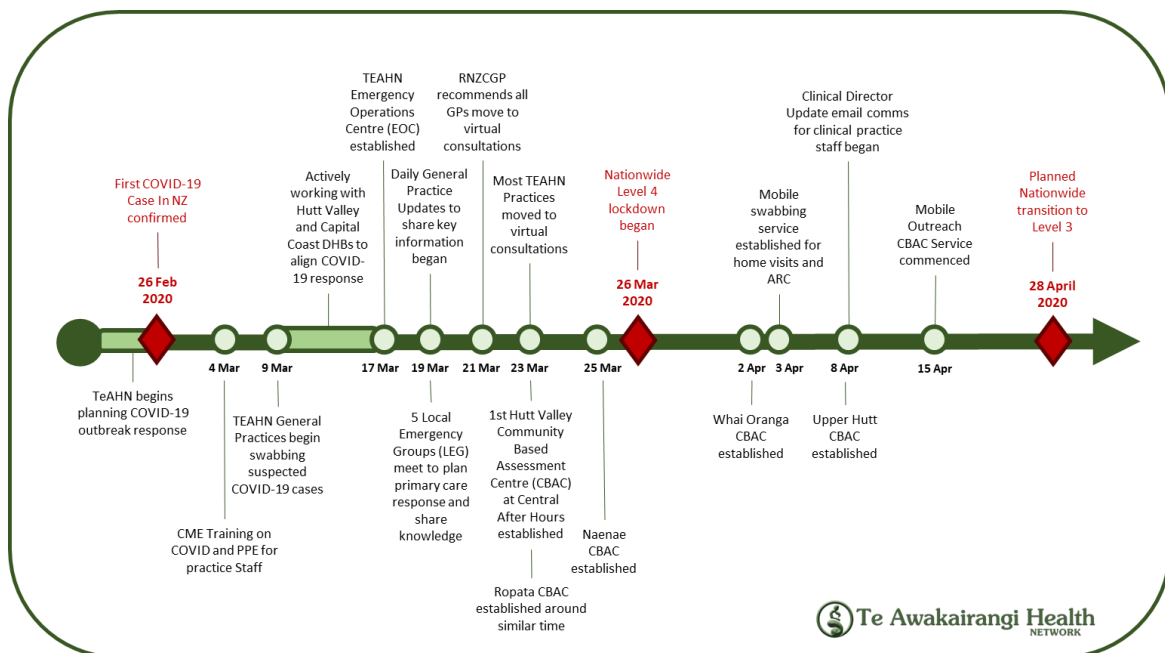 TEAHN
Emergency
Operations
Centre (EOC)
established
RNZCGP
recommends all
GPs move to
virtual
consultations
Clinical Director
Update email comms
for clinical practice
staff began
First COVID-19
Case In NZ
confirmed
Actively working with
Hutt Valley
and Capital
Coast DHBs to
align COVID-
19 response
Daily General
Practice
Updates to
share key
information
began
Most TEAHN
Practices
moved to
virtual
consultations
Nationwide
Level 4
lockdown
began
Mobile
swabbing
service
established for
home visits and
ARC
Mobile
Outreach
CBAC Service
commenced
Planned
Nationwide
transition to
Level 3
26 Feb
2020
26 Mar
2020
28 April
2020
4 Mar
9 Mar
17 Mar
19 Mar
21 Mar
23 Mar
25 Mar
2 Apr
3 Apr
8 Apr
15 Apr
TeAHN begins
planning COVID-19
outbreak response
TEAHN General
Practices begin
swabbing
suspected
COVID-19 cases
5 Local
Emergency
Groups (LEG)
meet to plan
primary care
response and
share
knowledge
1st Hutt Valley
Community
Based
Assessment
Centre (CBAC)
at Central
After Hours
established
Whai Oranga
CBAC
established
Upper Hutt
CBAC
established
CME Training on
COVID and PPE for
practice Staff
Naenae
CBAC
established
Ropata CBAC
established around
similar time
Te Awakairangi Health
NETWORK